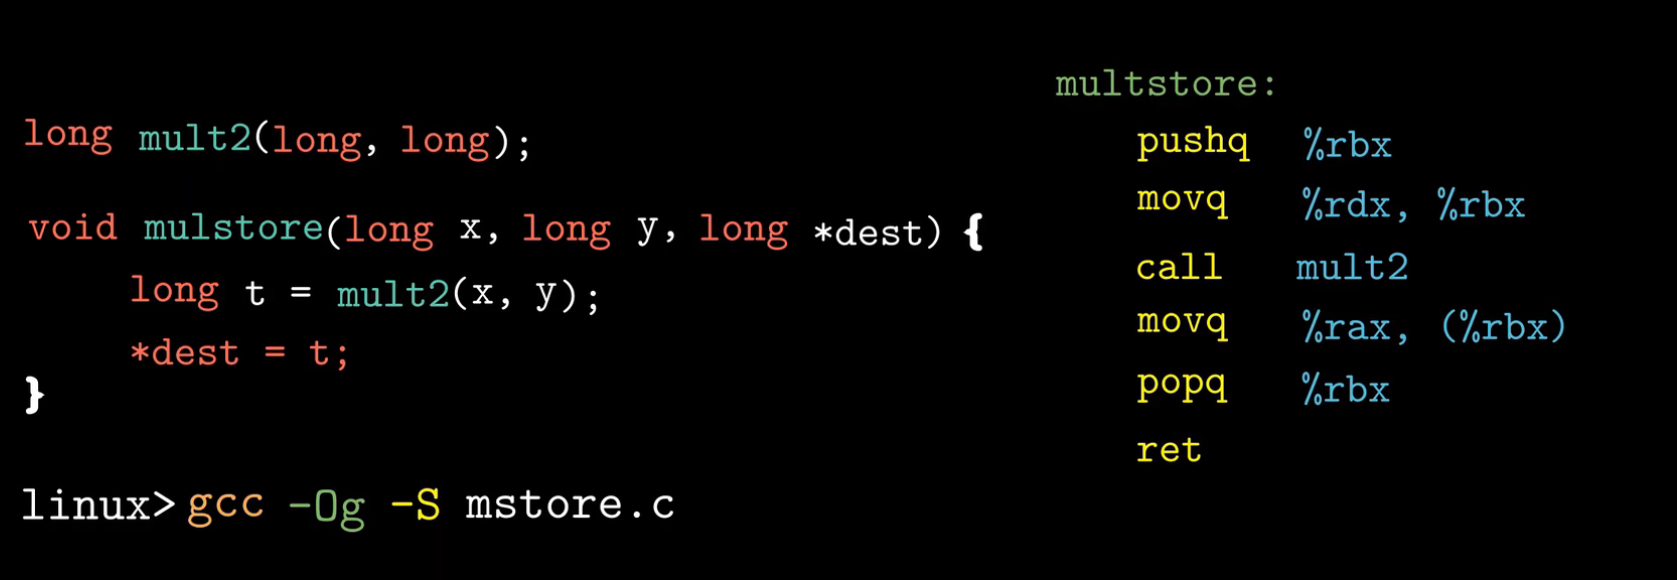 long mult2(long, long);
void mulstore(long x, long y, long *dest) {
long t = mult2(x, y);
*dest = t;
}
linux> gcc -Og -S mstore.c
multstore:
pushq %rbx
movq %rdx, %rbx
call mult2
movq %rax, (%rbx)
popq %rbx
ret